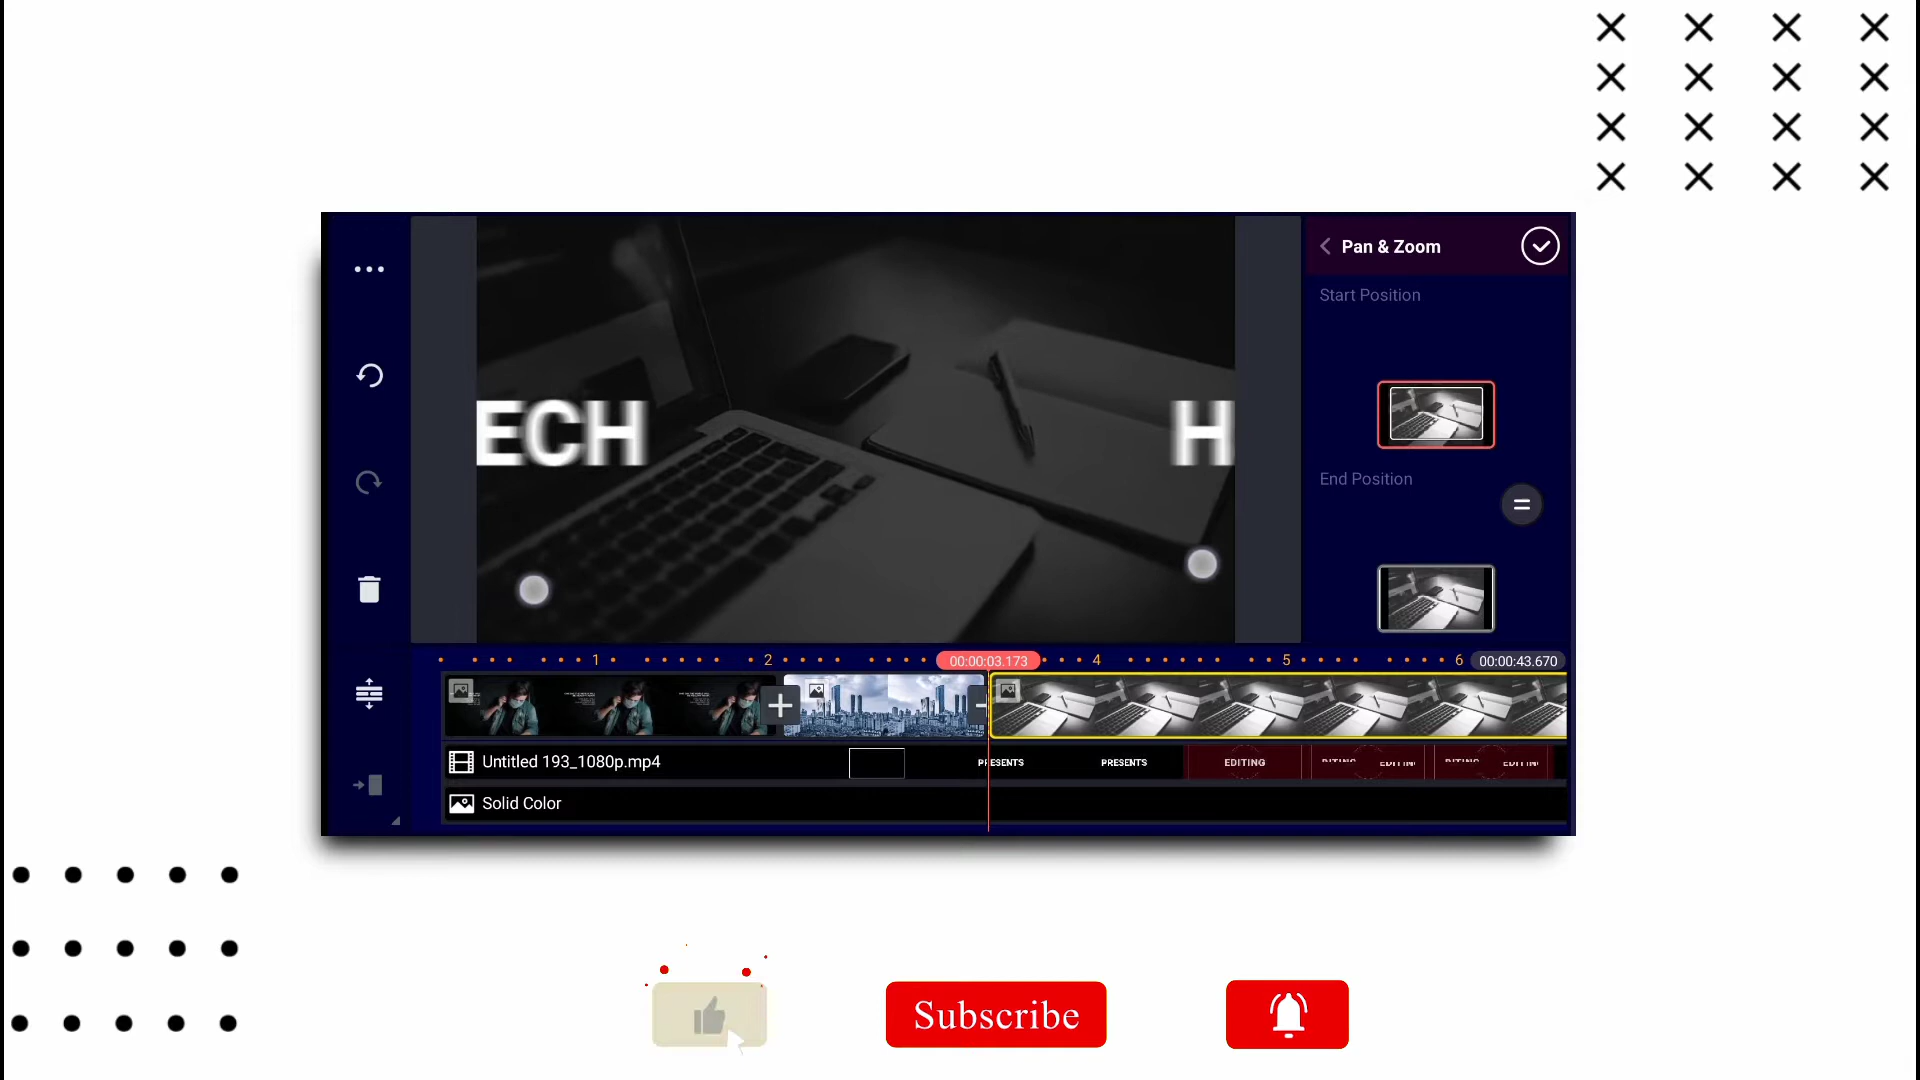 Pan & Zoom
Start Position
ECH
H
End Position
1
2
00:00:03.173
4
5
6
00:00:43.670
Untitled 193_1080p.mp4
PRESENTS
PRESENTS
EDITING
Solid Color
Subscribe